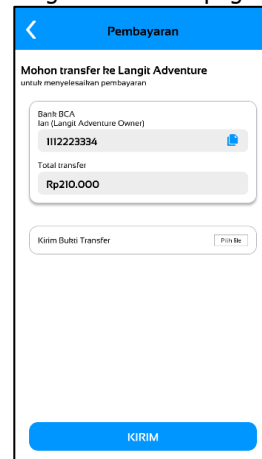 Pembayaran
Mohon transfer ke Langit Adventure
untuk menyelesaikan pembayaran
Bank BCA
Ian (Langit Adventure Owner)
1112223334
Total transfer
Rp210.000
Kirim Bukti Transfer
Pilih file
KIRIM